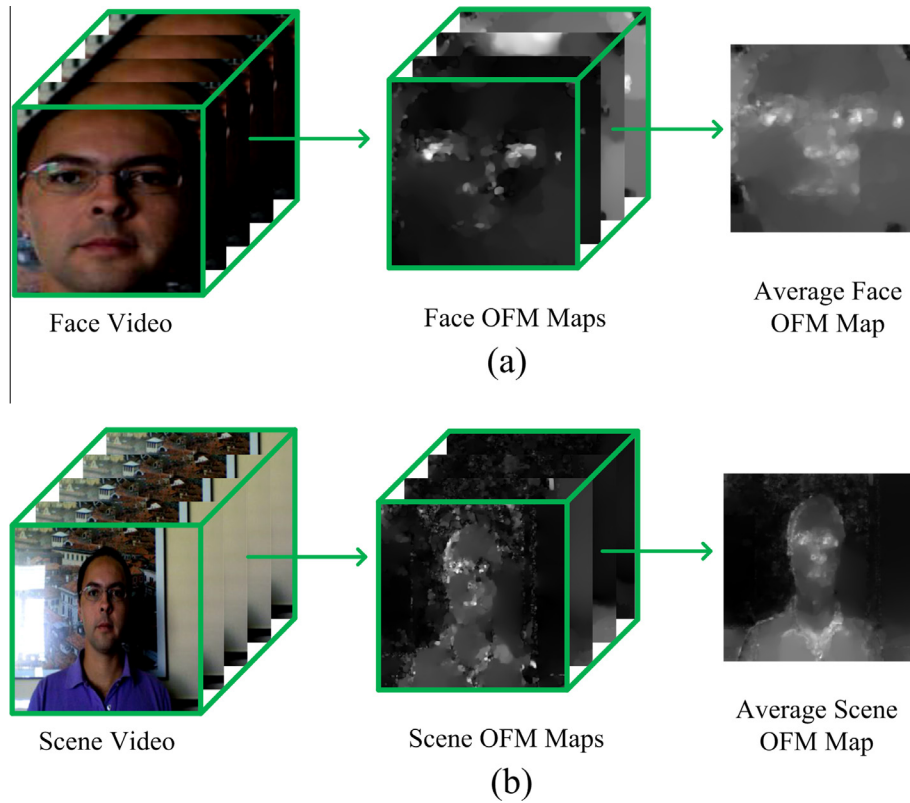 Face Video
Face OFM Maps
Average Face
OFM Map
(a)
Scene Video
Scene OFM Maps
Average Scene
OFM Map
(b)